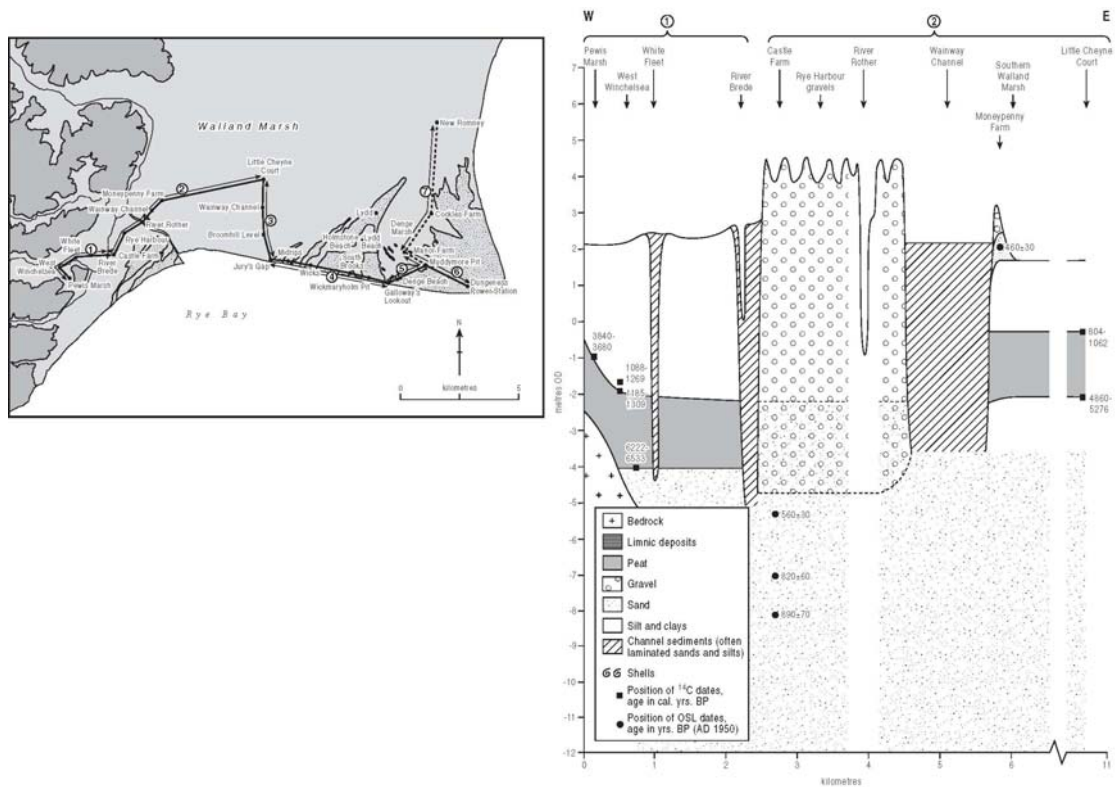 Walland Marsh
New Romney
Little Cheyne
Court
②
Moneypenny Farm
Wainway Channel
Wainway Channel
③
⑦
Lydd
Cockles Farm
River Rother
Broomhill Level
Holmstone
Beach
Lydd
Beach
Denge
Marsh
White
Fleet
①
Rye Harbour
Midrips
South
Brooks
Mason Farm
Muddymore Pit
West
Winchelsea
River
Brede
Castle Farm
Jury's Gap
Wicks
④
⑤
⑥
Pewis Marsh
Wickmaryholm Pit
Denge Beach
Galloway's
Lookout
Dungeness
Power Station
Rye Bay
N
0
5
kilometres
W
①
②
E
Pewis
Marsh
West
Winchelsea
White
Fleet
River
Brede
Castle
Farm
Rye Harbour
gravels
River
Rother
Wainway
Channel
Southern
Walland
Marsh
Little Cheyne
Court
Moneypenny
Farm
7
6
5
4
3
2
1
0
-1
-2
-3
-4
-5
-6
-7
-8
-9
-10
-11
-12
metres OD
460±30
3840-
3680
1088-
1269
1309
6222-
6533
804-
1062
4860-
5276
560±30
820±60
890±70
Bedrock
Limnic deposits
Peat
Gravel
Sand
Silt and clays
Channel sediments (often
laminated sands and silts)
Shells
Position of ¹⁴C dates,
age in cal. yrs. BP
Position of OSL dates,
age in yrs. BP (AD 1950)
0
1
2
3
4
5
6
11
kilometres